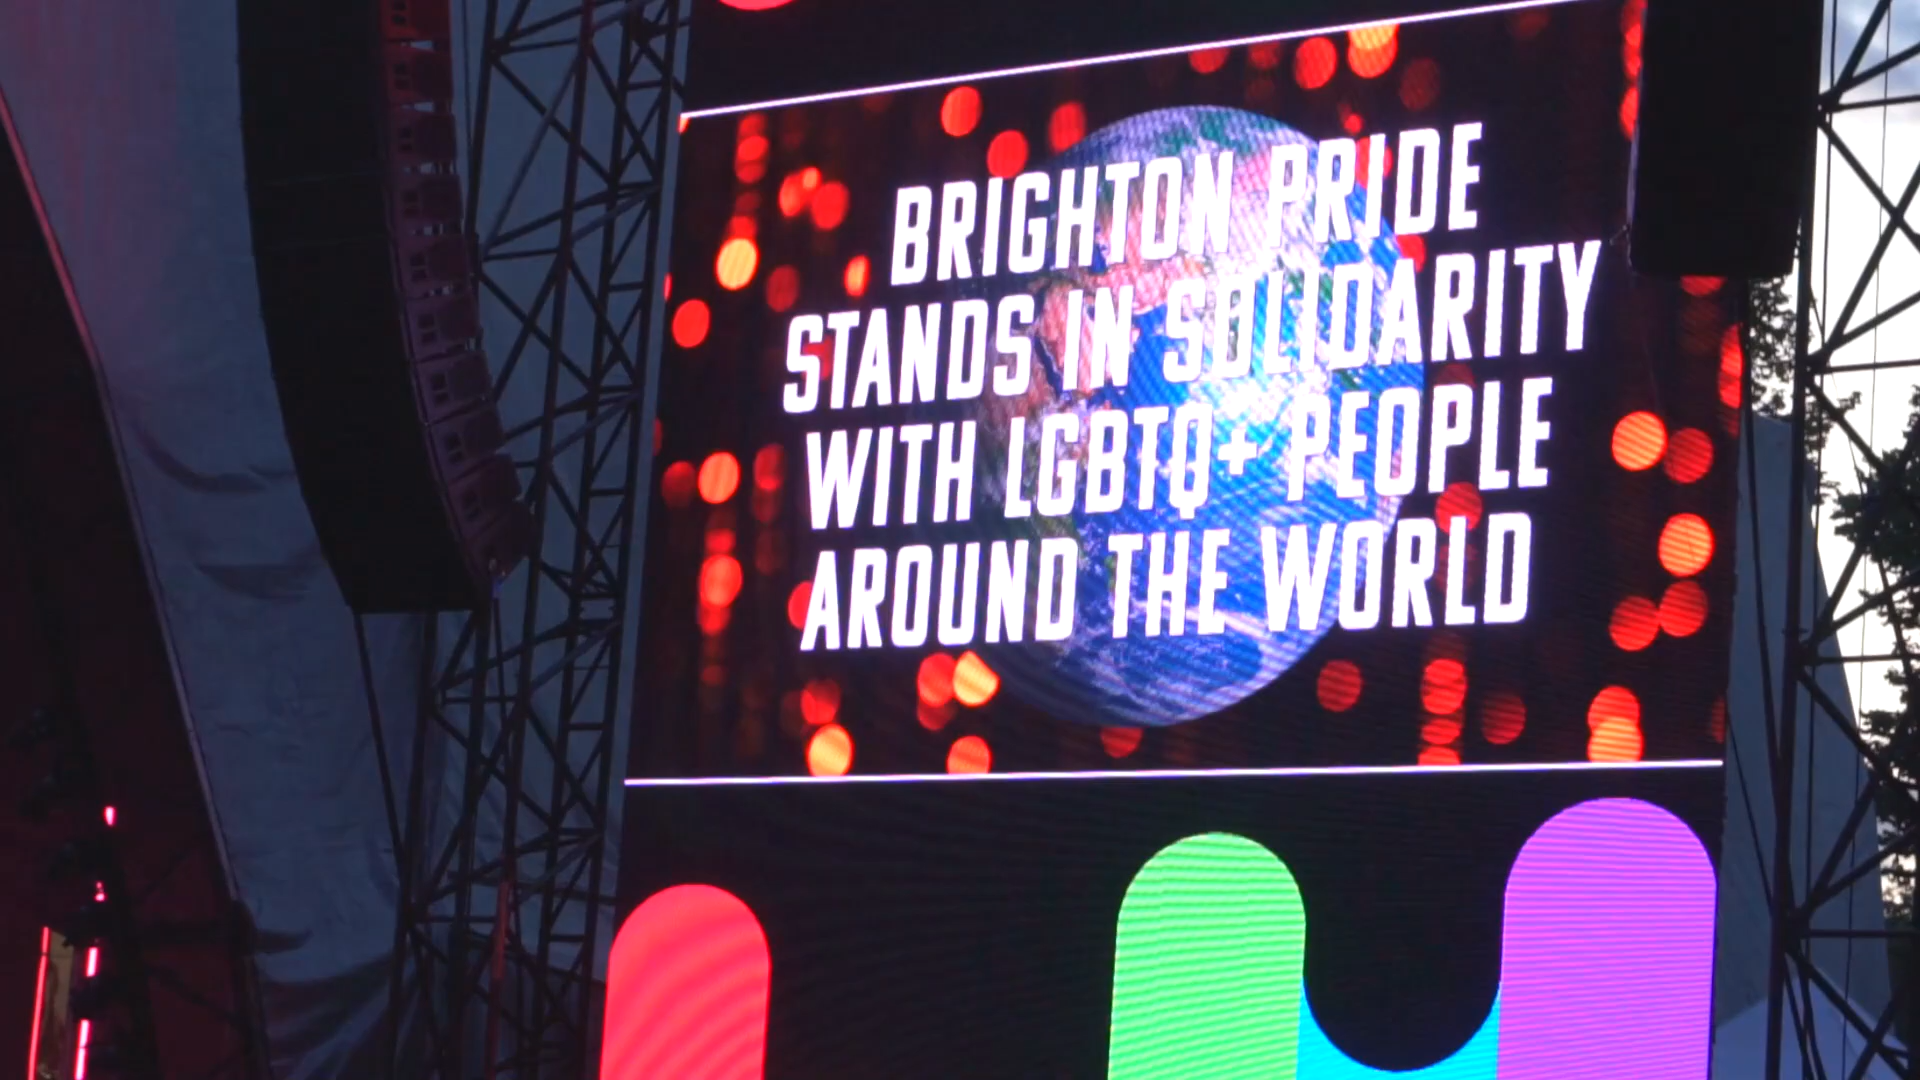 BRIGHTON PRIDE
STANDS IN SOLIDARITY
WITH LGBTQ+ PEOPLE
AROUND THE WORLD